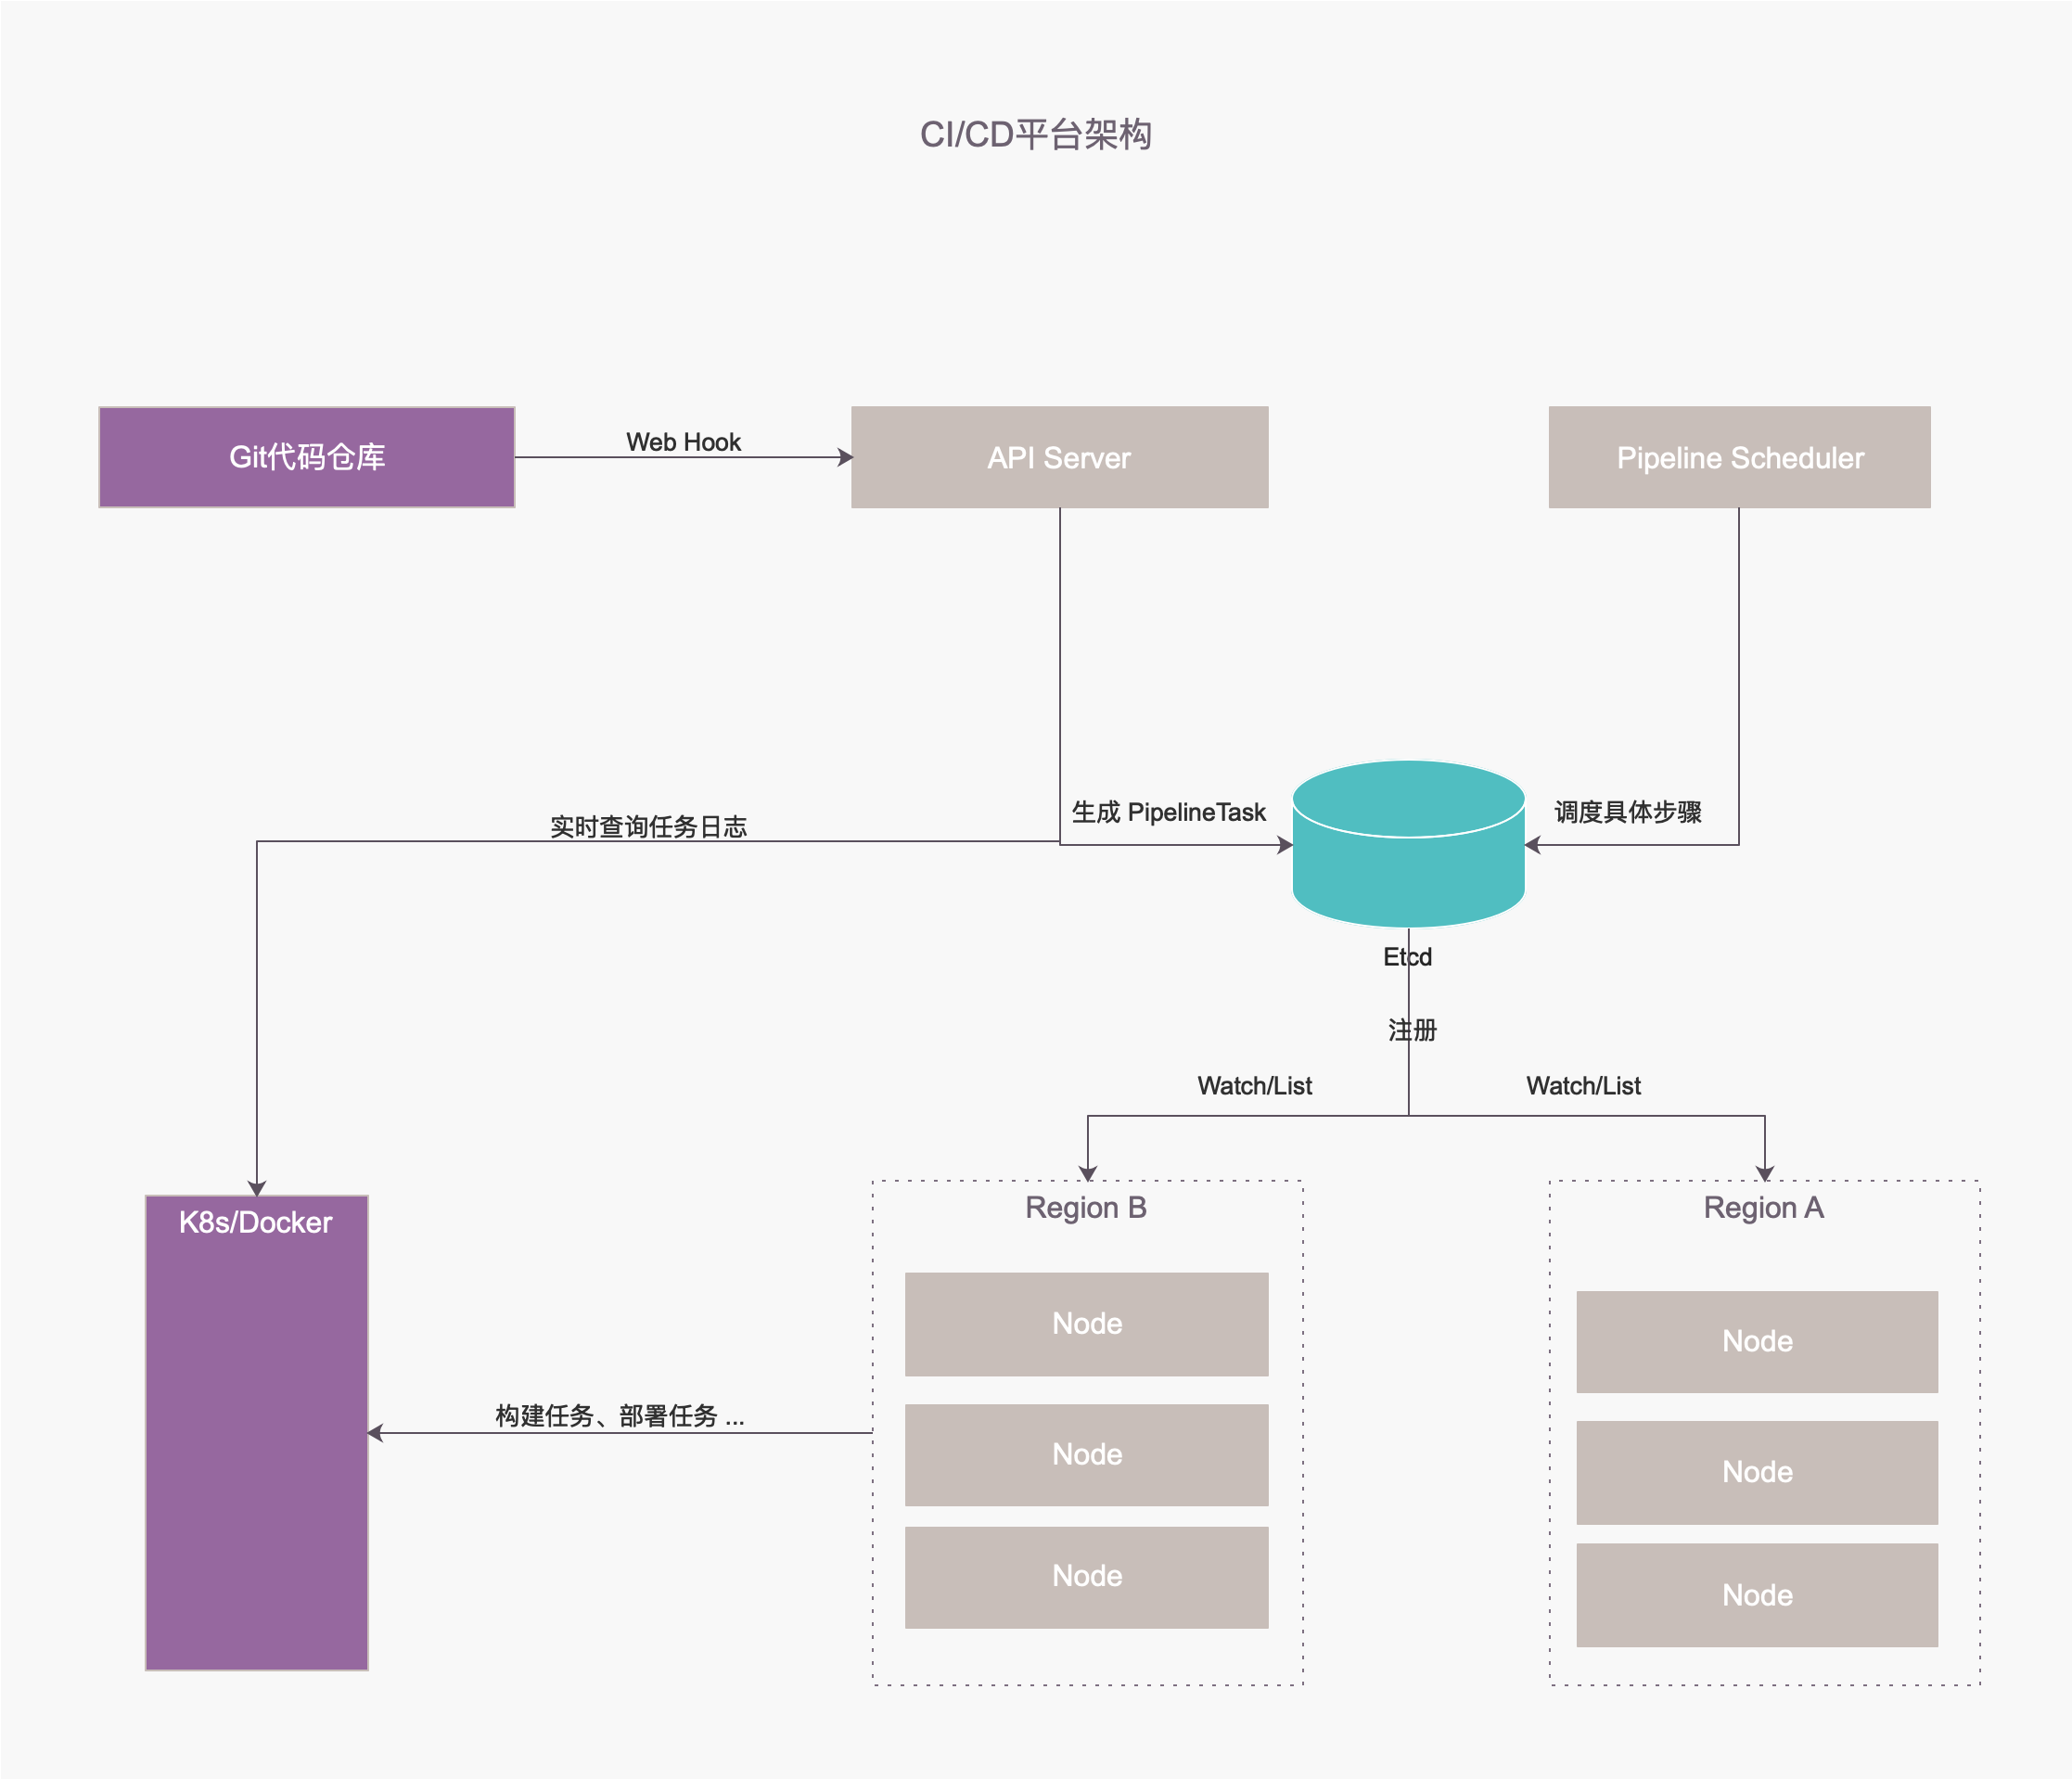 CI/CD平台架构
Git代码仓库
Web Hook
API Server
Pipeline Scheduler
生成 PipelineTask
调度具体步骤
实时查询任务日志
Etcd
注册
Watch/List
Watch/List
K8s/Docker
Region B
Region A
Node
Node
构建任务、部署任务 ...
Node
Node
Node
Node